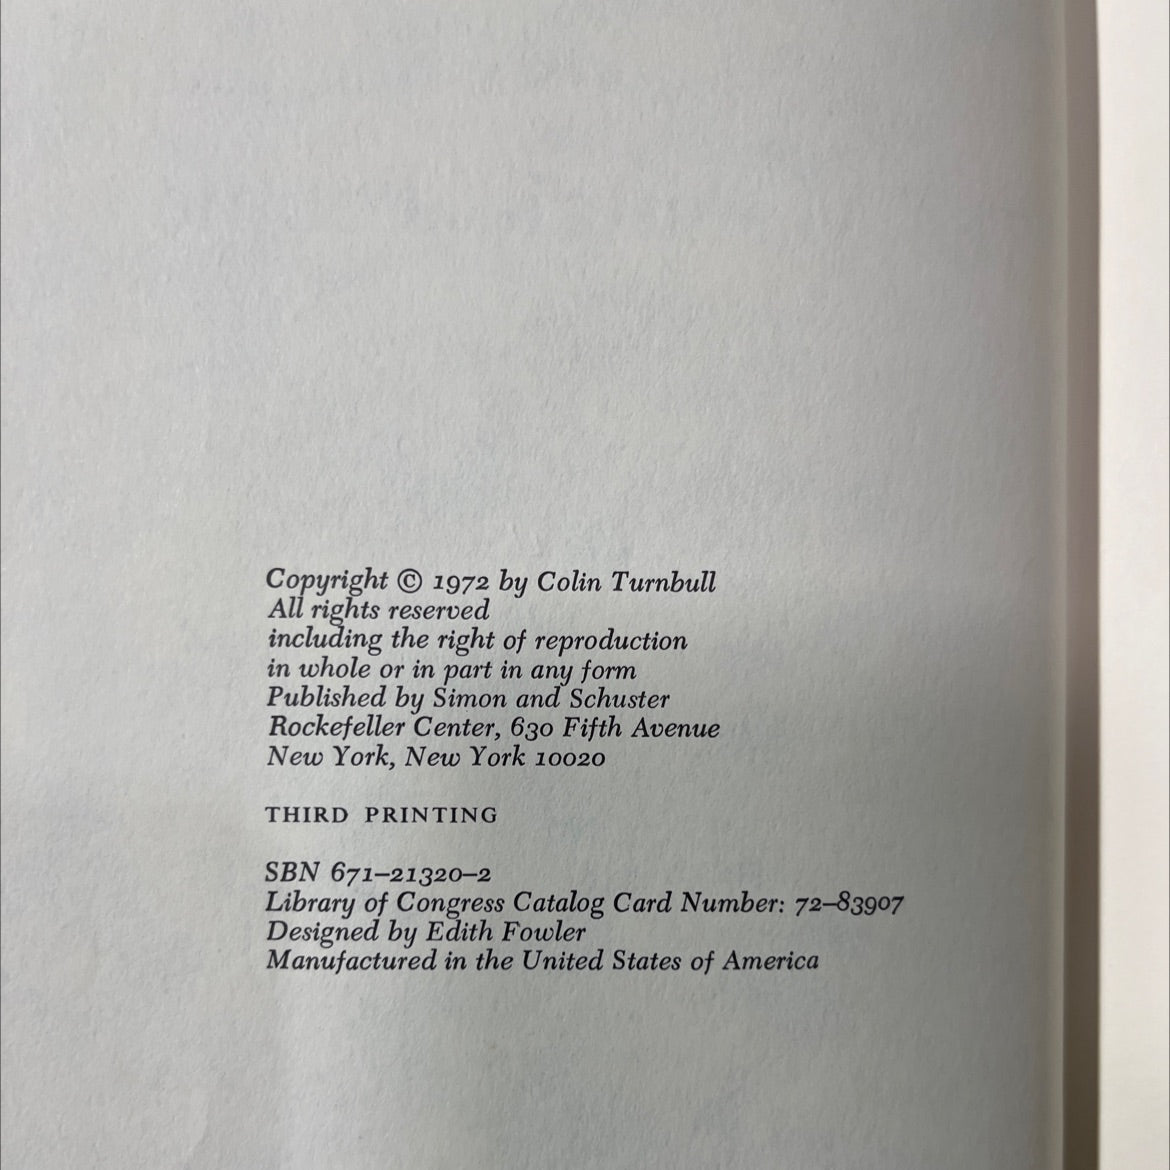 Copyright © 1972 by Colin Turnbull
All rights reserved
including the right of reproduction
in whole or in part in any form
Published by Simon and Schuster
Rockefeller Center, 630 Fifth Avenue
New York, New York 10020
THIRD PRINTING
SBN 671–21320–2
Library of Congress Catalog Card Number: 72–83907
Designed by Edith Fowler
Manufactured in the United States of America